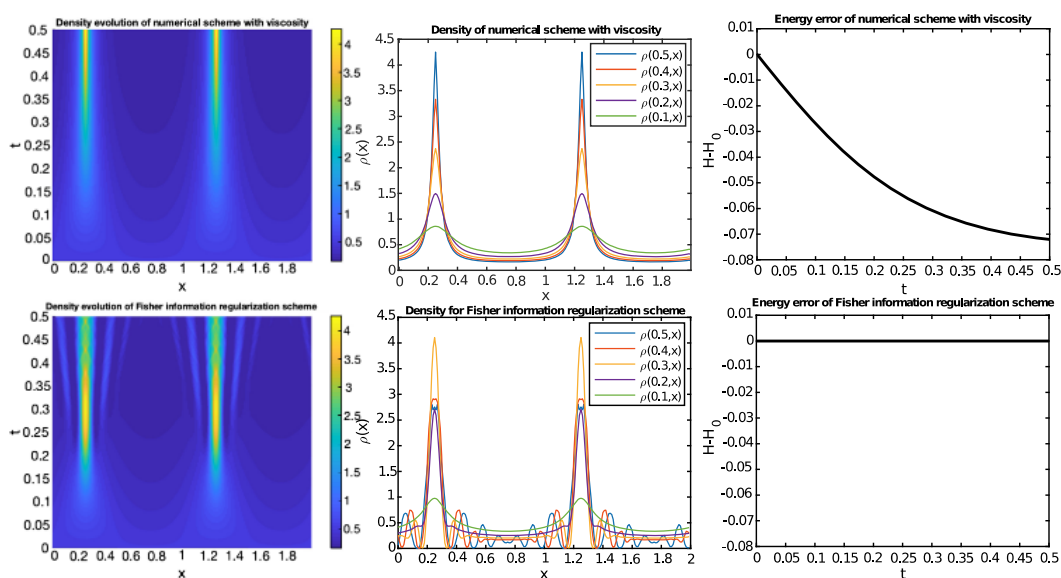 Density evolution of numerical scheme with viscosity
0.5
0.45
0.4
0.35
0.3
0.25
0.2
0.15
0.1
0.05
0
t
0 0.2 0.4 0.6 0.8 1 1.2 1.4 1.6 1.8
x
4
3.5
3
2.5
2
1.5
1
0.5
Density of numerical scheme with viscosity
4.5
4
3.5
3
2.5
2
1.5
1
0.5
0
ρ(x)
0 0.2 0.4 0.6 0.8 1 1.2 1.4 1.6 1.8 2
x
ρ(0.5,x)
ρ(0.4,x)
ρ(0.3,x)
ρ(0.2,x)
ρ(0.1,x)
Energy error of numerical scheme with viscosity
0.01
0
-0.01
-0.02
-0.03
-0.04
-0.05
-0.06
-0.07
-0.08
H-H0
0 0.05 0.1 0.15 0.2 0.25 0.3 0.35 0.4 0.45 0.5
t
Density evolution of Fisher information regularization scheme
0.5
0.45
0.4
0.35
0.3
0.25
0.2
0.15
0.1
0.05
0
t
0 0.2 0.4 0.6 0.8 1 1.2 1.4 1.6 1.8
x
4
3.5
3
2.5
2
1.5
1
0.5
Density for Fisher information regularization scheme
4.5
4
3.5
3
2.5
2
1.5
1
0.5
0
ρ(x)
0 0.2 0.4 0.6 0.8 1 1.2 1.4 1.6 1.8 2
x
ρ(0.5,x)
ρ(0.4,x)
ρ(0.3,x)
ρ(0.2,x)
ρ(0.1,x)
Energy error of Fisher information regularization scheme
0.01
0
-0.01
-0.02
-0.03
-0.04
-0.05
-0.06
-0.07
-0.08
H-H0
0 0.05 0.1 0.15 0.2 0.25 0.3 0.35 0.4 0.45 0.5
t